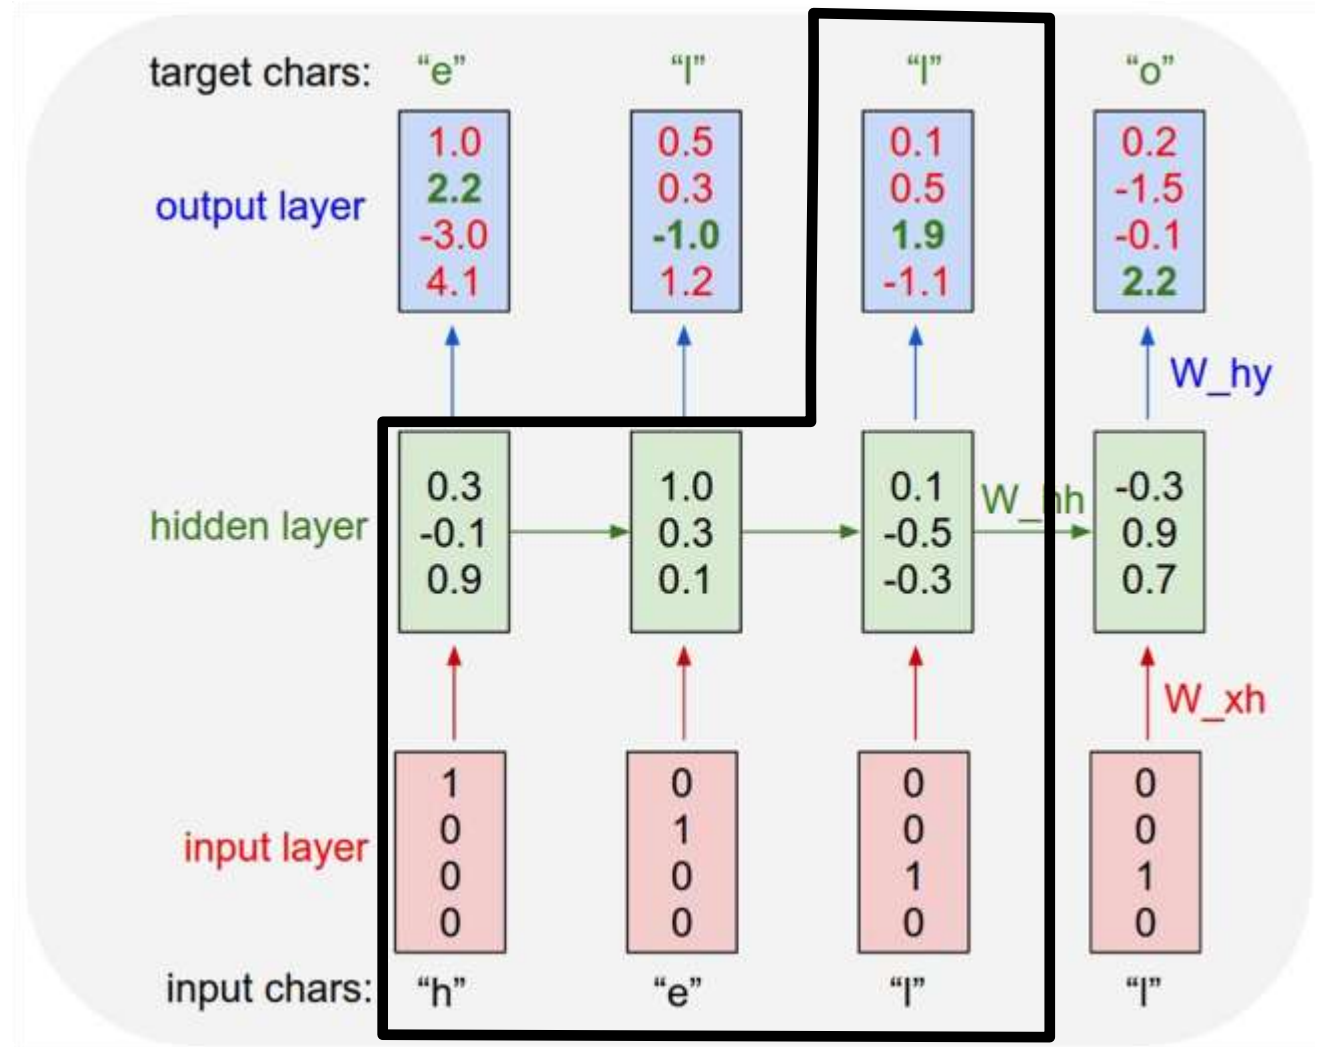 target chars: “e” “l” “l” “o”
output layer
1.0 0.5 0.1 0.2
2.2 0.3 0.5 -1.5
-3.0 -1.0 1.9 -0.1
4.1 1.2 -1.1 2.2
W_hy
hidden layer
0.3 1.0 0.1 -0.3
-0.1 0.3 -0.5 0.9
0.9 0.1 -0.3 0.7
W_hh
W_xh
input layer
1 0 0 0
0 1 0 0
0 0 1 1
0 0 0 0
input chars: “h” “e” “l” “l”